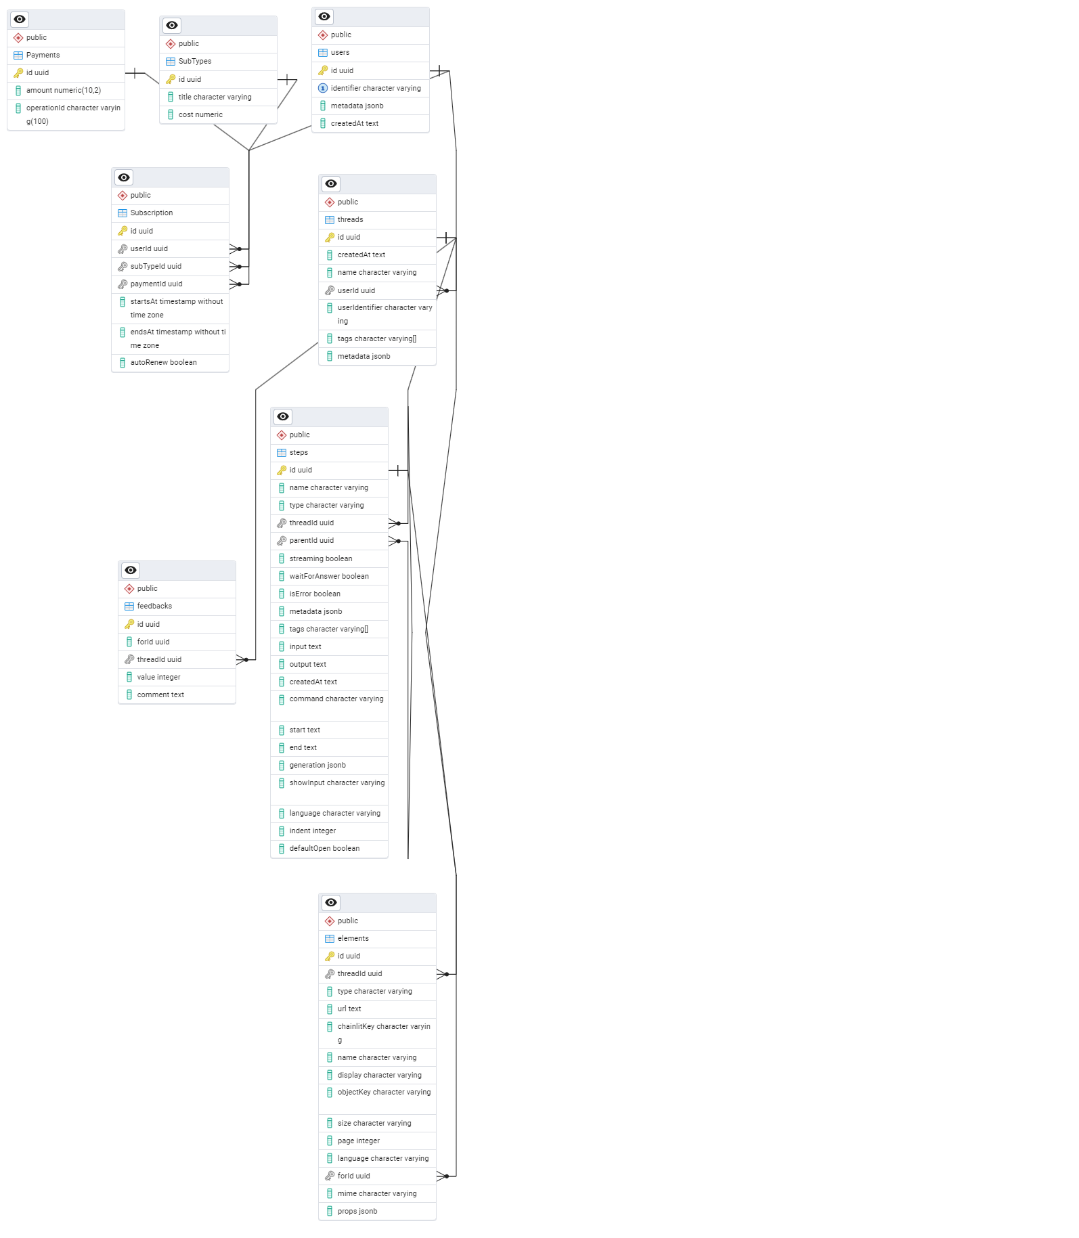 public
Payments
id uuid
amount numeric(10,2)
operationId character varyin
g(100)
public
SubTypes
id uuid
title character varying
cost numeric
public
users
id uuid
identifier character varying
metadata jsonb
createdAt text
public
Subscription
id uuid
userId uuid
subTypeId uuid
paymentId uuid
startsAt timestamp without
time zone
endsAt timestamp without ti
me zone
autoRenew boolean
public
threads
id uuid
createdAt text
name character varying
userId uuid
userIdentifier character vary
ing
tags character varying[]
metadata jsonb
public
steps
id uuid
name character varying
type character varying
threadId uuid
parentId uuid
streaming boolean
waitForAnswer boolean
isError boolean
metadata jsonb
tags character varying[]
input text
output text
createdAt text
command character varying
start text
end text
generation jsonb
showInput character varying
language character varying
indent integer
defaultOpen boolean
public
feedbacks
id uuid
forId uuid
threadId uuid
value integer
comment text
public
elements
id uuid
threadId uuid
type character varying
url text
chainlitKey character varyin
g
name character varying
display character varying
objectKey character varying
size character varying
page integer
language character varying
forId uuid
mime character varying
props jsonb